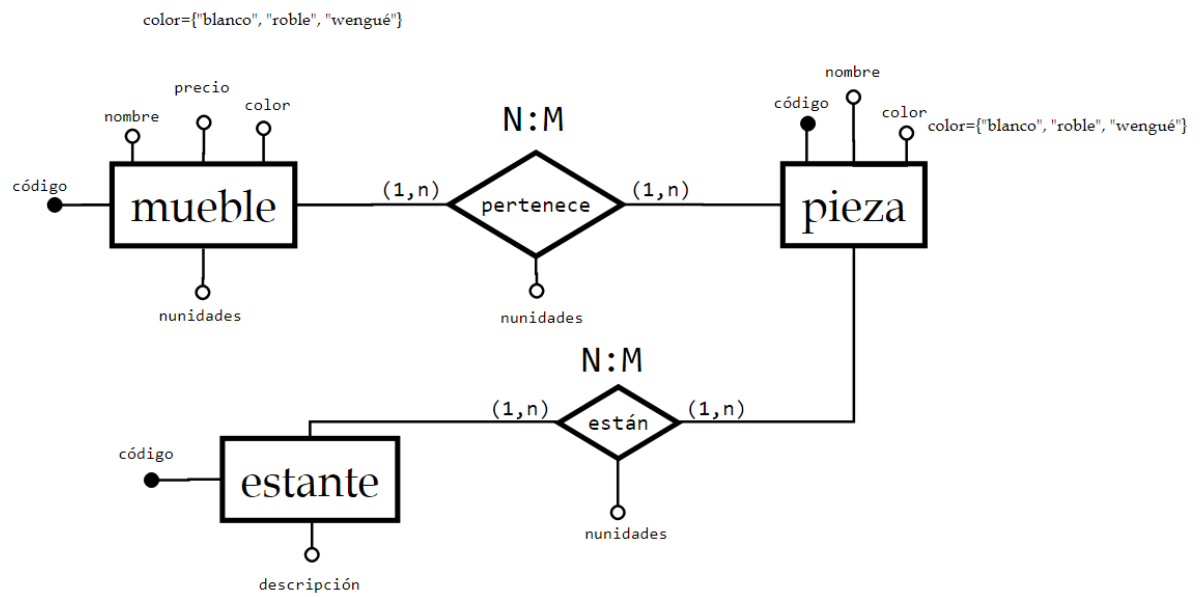 color={"blanco", "roble", "wengué"}
nombre
precio
color
código
mueble
nunidades
N:M
(1,n)
pertenece
(1,n)
nunidades
nombre
código
color
color={"blanco", "roble", "wengué"}
pieza
N:M
(1,n)
están
(1,n)
nunidades
código
estante
descripción